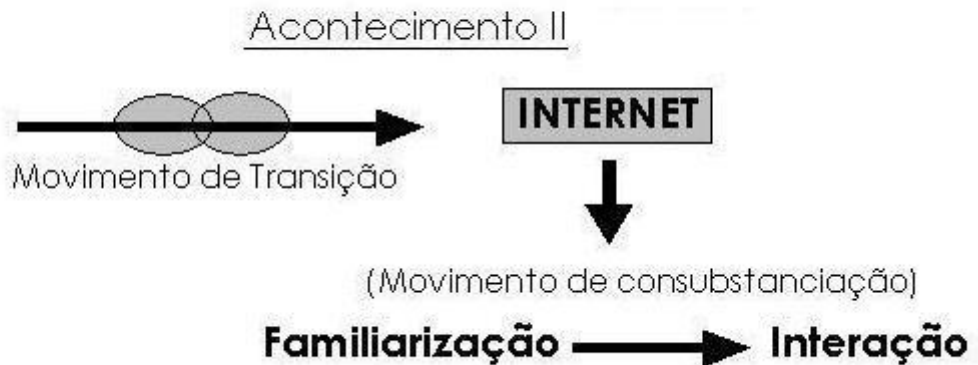 Acontecimento II
INTERNET
Movimento de Transição
(Movimento de consubstanciação)
Familiarização Interação